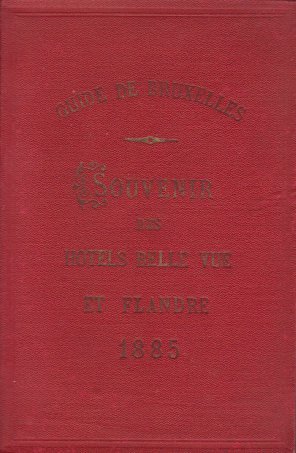 GUIDE DE BRUXELLES
SOUVENIR
DES
HOTELS BELLE VUE
ET FLANDRE
1885